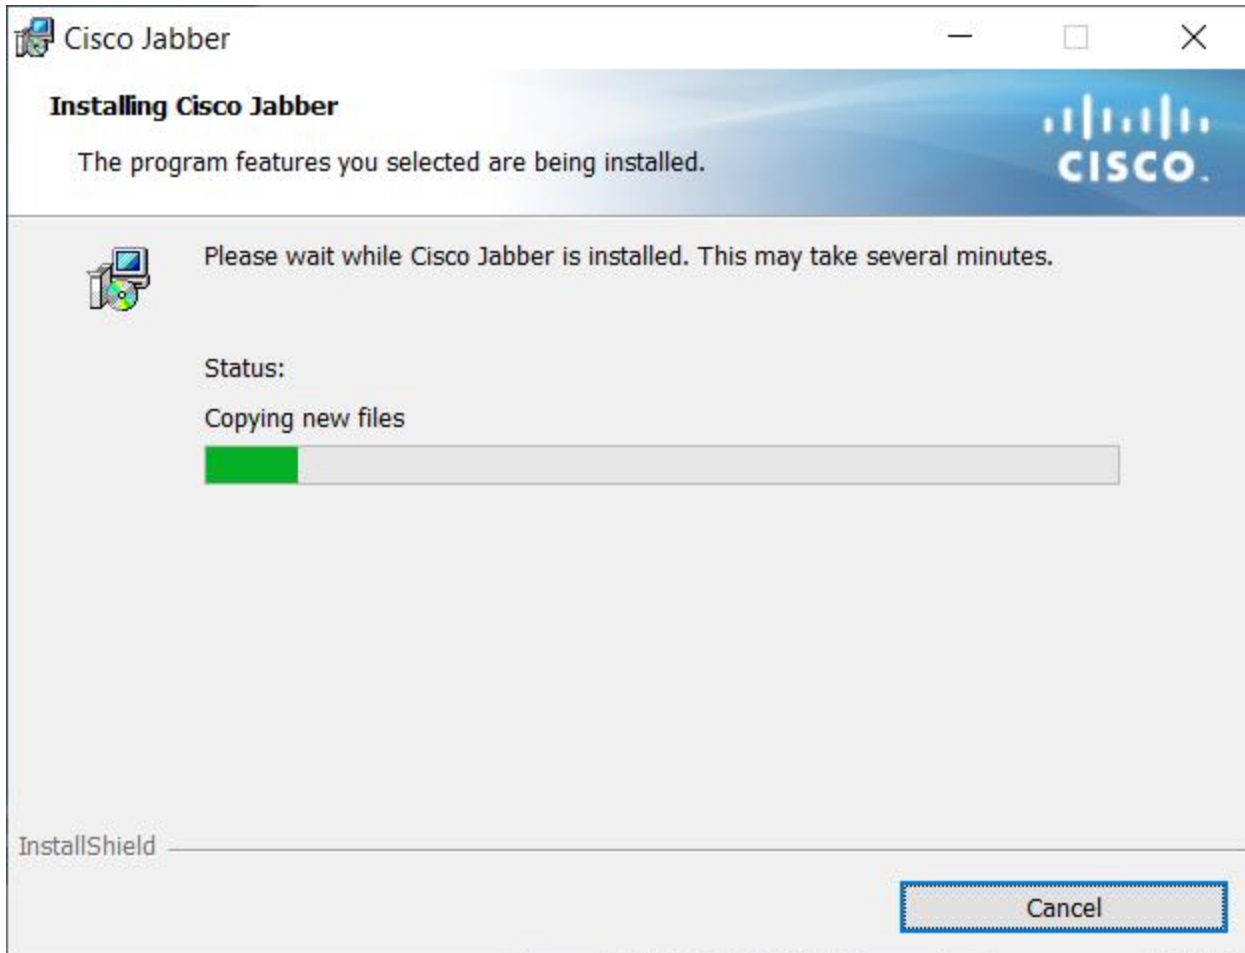 Cisco Jabber
Installing Cisco Jabber
The program features you selected are being installed.
CISCO.
Please wait while Cisco Jabber is installed. This may take several minutes.
Status:
Copying new files
InstallShield
Cancel